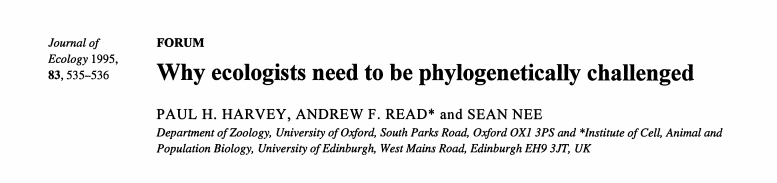 Journal of
Ecology 1995,
83, 535–536
FORUM
Why ecologists need to be phylogenetically challenged
PAUL H. HARVEY, ANDREW F. READ* and SEAN NEE
Department of Zoology, University of Oxford, South Parks Road, Oxford OX1 3PS and *Institute of Cell, Animal and
Population Biology, University of Edinburgh, West Mains Road, Edinburgh EH9 3JT, UK